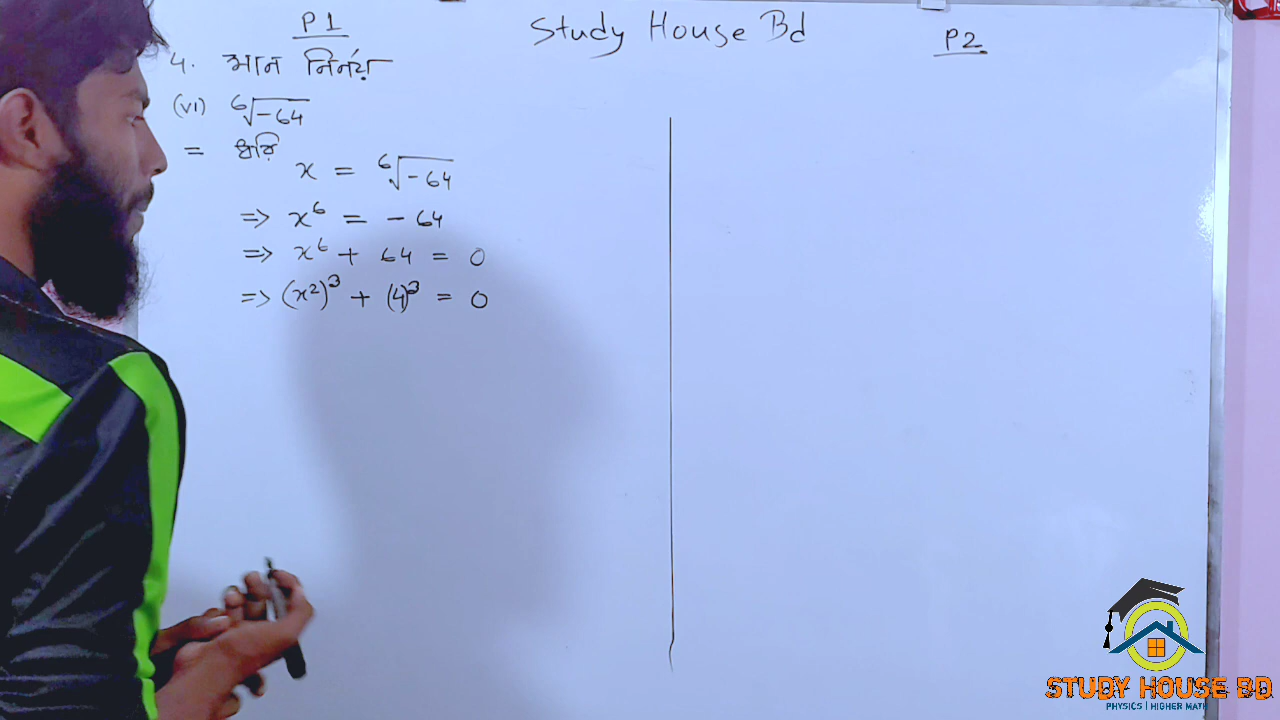 P1
Study House Bd
P2
4. মান নির্নয়
(vi) ⁶√-64
= ধরি
x = ⁶√-64
=> x⁶ = - 64
=> x⁶ + 64 = 0
=> (x²)³ + (4)³ = 0
STUDY HOUSE BD
PHYSICS | HIGHER MATH